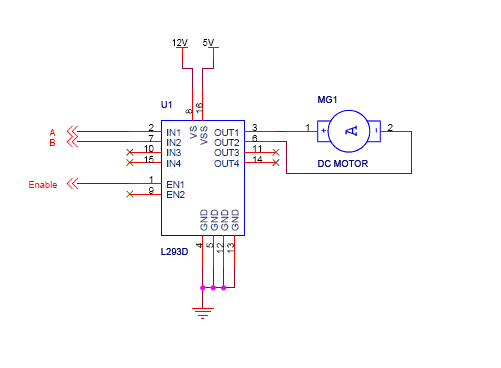 12V 5V
U1
8 16
VS VSS
MG1
A 2 IN1 OUT1 3 1 + A - 2
B 7 IN2 OUT2 6
10 IN3 OUT3 11
15 IN4 OUT4 14
DC MOTOR
Enable 1 EN1
9 EN2
GND GND GND GND
L293D
4 5 12 13